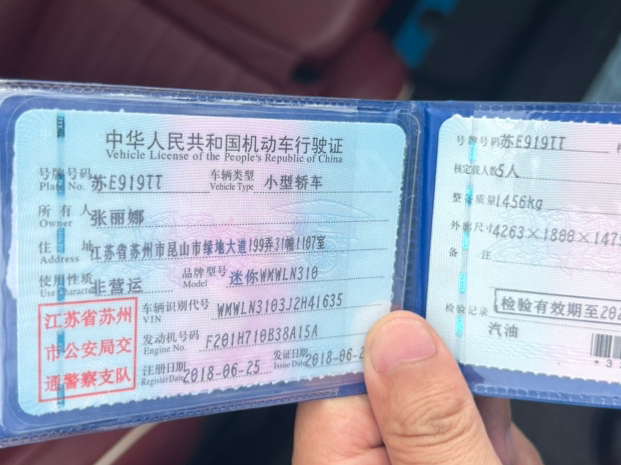 中华人民共和国机动车行驶证
Vehicle License of the People's Republic of China
号牌号码 苏E919TT 车辆类型 小型轿车
Plate No. Vehicle Type
所有人 张丽娜
Owner
住址 江苏省苏州市昆山市绿地大道199弄31幢1107室
Address
使用性质 非营运 品牌型号 迷你WMWLN310
Use Character Model
江苏省苏州
市公安局交
通警察支队
车辆识别代号 WMWLN3103J2H41635
VIN
发动机号码 F201H710B38A15A
Engine No.
注册日期 2018-06-25 发证日期 2018-06-2
Register Date Issue Date
号牌号码 苏E919TT
核定载人数 5人
整备质量 1456kg
外廓尺寸 4263×1800×147
备注
检验记录 检验有效期至202
汽油